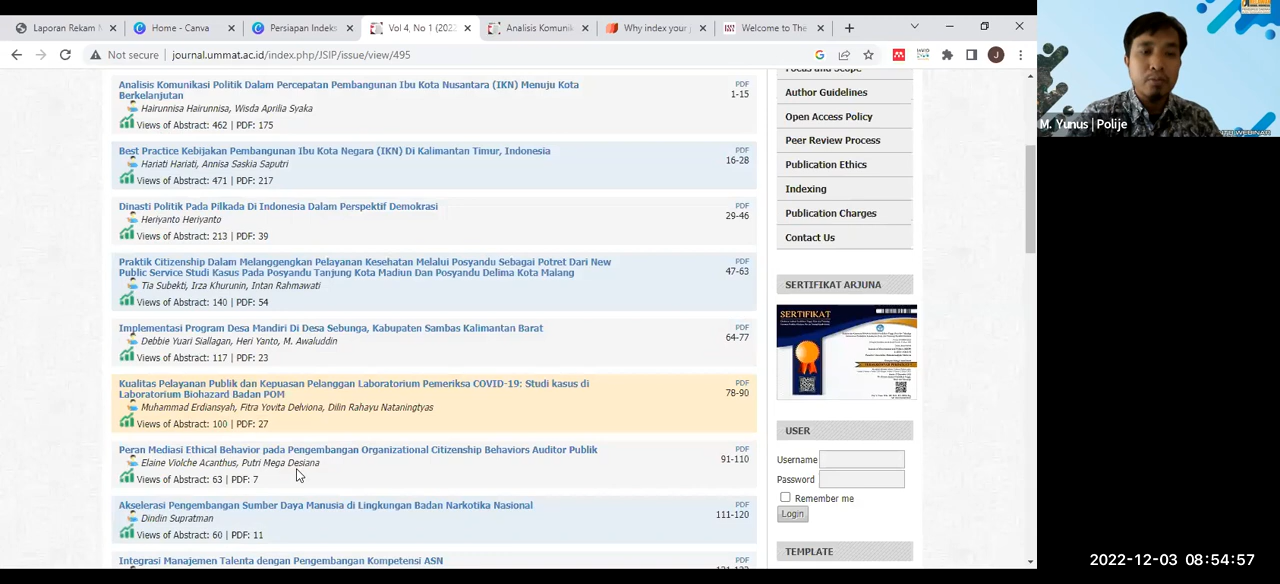 Laporan Rekam M
Home - Canva
Persiapan Indeks
Vol 4, No 1 (2022
Analisis Komunik
Why index your j
Welcome to The
Not secure | journal.ummat.ac.id/index.php/JSIP/issue/view/495
J
Analisis Komunikasi Politik Dalam Percepatan Pembangunan Ibu Kota Nusantara (IKN) Menuju Kota
Berkelanjutan
PDF
1-15
Hairunnisa Hairunnisa, Wisda Aprilia Syaka
Views of Abstract: 462 | PDF: 175
Best Practice Kebijakan Pembangunan Ibu Kota Negara (IKN) Di Kalimantan Timur, Indonesia
PDF
16-28
Hariati Hariati, Annisa Saskia Saputri
Views of Abstract: 471 | PDF: 217
Dinasti Politik Pada Pilkada Di Indonesia Dalam Perspektif Demokrasi
PDF
29-46
Heriyanto Heriyanto
Views of Abstract: 213 | PDF: 39
Praktik Citizenship Dalam Melanggengkan Pelayanan Kesehatan Melalui Posyandu Sebagai Potret Dari New
Public Service Studi Kasus Pada Posyandu Tanjung Kota Madiun Dan Posyandu Delima Kota Malang
PDF
47-63
Tia Subekti, Irza Khurunin, Intan Rahmawati
Views of Abstract: 140 | PDF: 54
Implementasi Program Desa Mandiri Di Desa Sebunga, Kabupaten Sambas Kalimantan Barat
PDF
64-77
Debbie Yuari Siallagan, Heri Yanto, M. Awaluddin
Views of Abstract: 117 | PDF: 23
Kualitas Pelayanan Publik dan Kepuasan Pelanggan Laboratorium Pemeriksa COVID-19: Studi kasus di
Laboratorium Biohazard Badan POM
PDF
78-90
Muhammad Erdiansyah, Fitra Yovita Delviona, Dilin Rahayu Nataningtyas
Views of Abstract: 100 | PDF: 27
Peran Mediasi Ethical Behavior pada Pengembangan Organizational Citizenship Behaviors Auditor Publik
PDF
91-110
Elaine Violche Acanthus, Putri Mega Desiana
Views of Abstract: 63 | PDF: 7
Akselerasi Pengembangan Sumber Daya Manusia di Lingkungan Badan Narkotika Nasional
PDF
111-120
Dindin Supratman
Views of Abstract: 60 | PDF: 11
Integrasi Manajemen Talenta dengan Pengembangan Kompetensi ASN
PDF
Focus and Scope
Author Guidelines
Open Access Policy
Peer Review Process
Publication Ethics
Indexing
Publication Charges
Contact Us
SERTIFIKAT ARJUNA
SERTIFIKAT
USER
Username
Password
Remember me
Login
TEMPLATE
M. Yunus | Polije
WEBINAR
2022-12-03 08:54:57